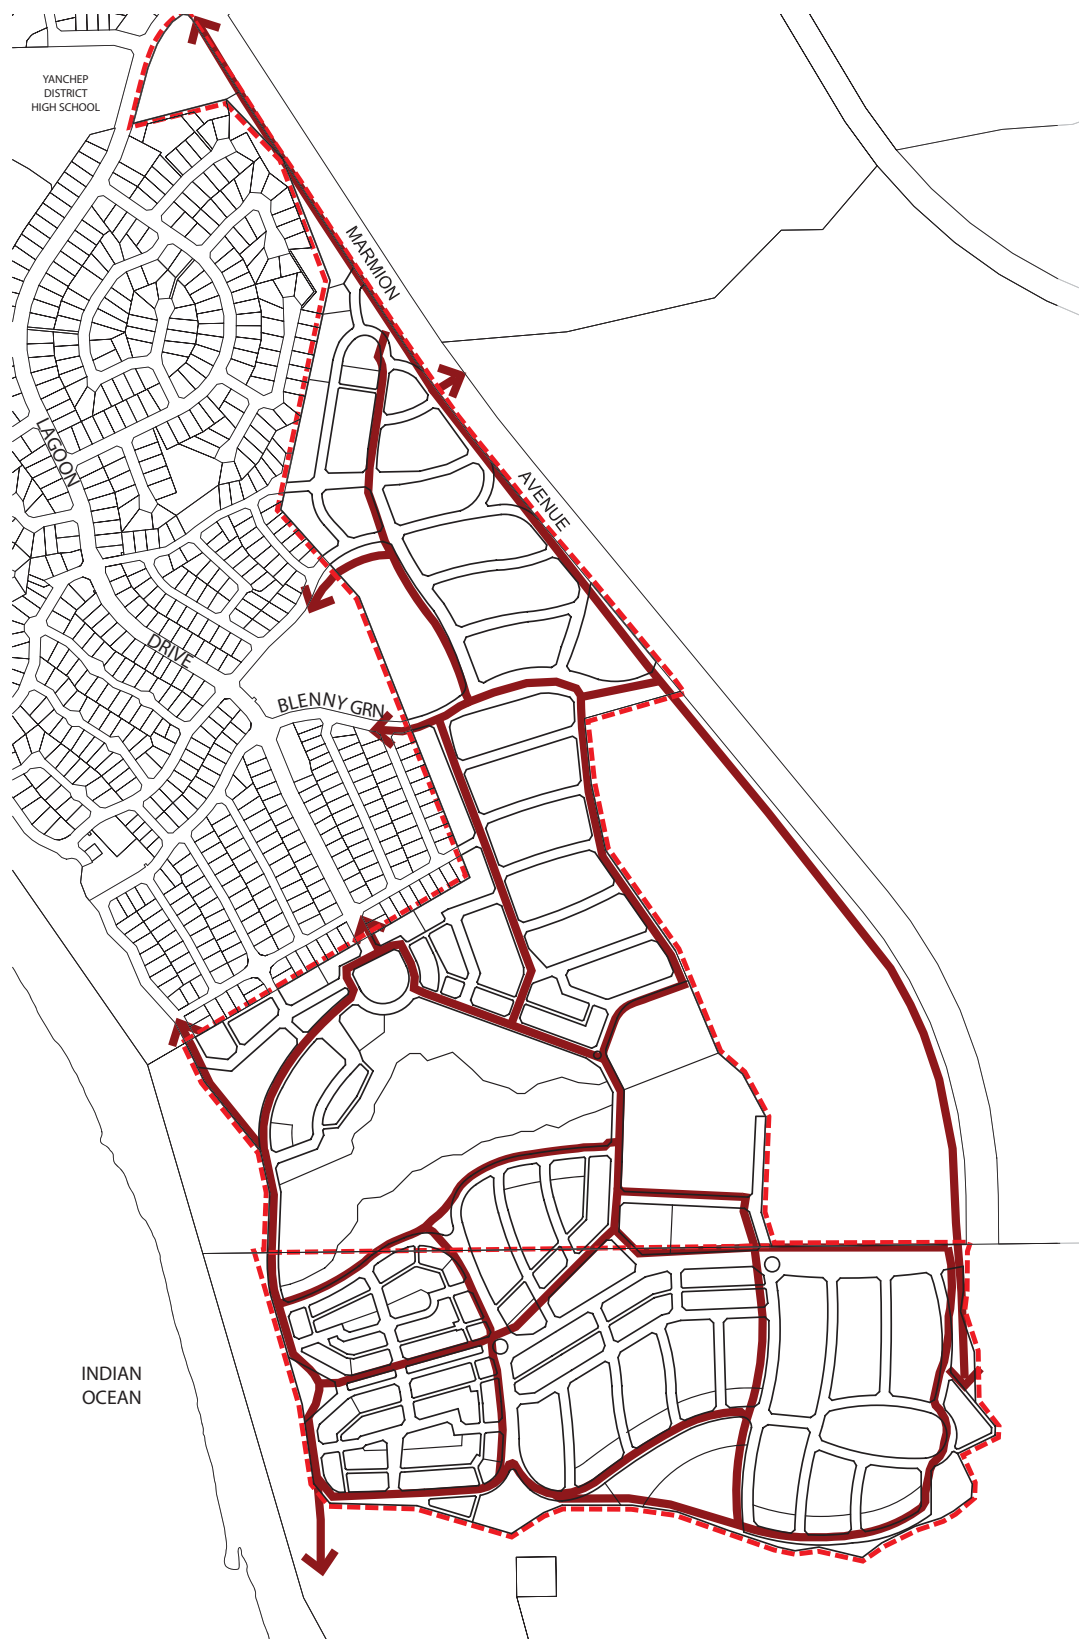 YANCHEP
DISTRICT
HIGH SCHOOL
MARMION
LAGOON
AVENUE
DRIVE
BLENNY GRN
INDIAN
OCEAN